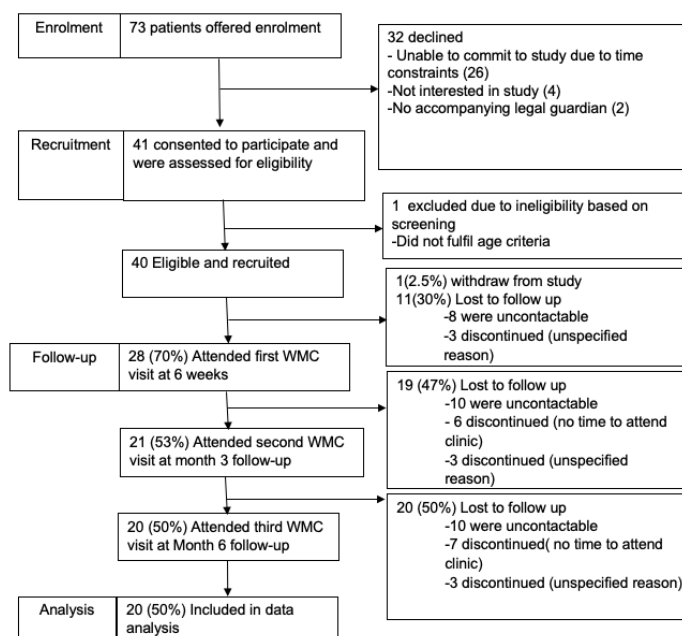 Enrolment
73 patients offered enrolment
32 declined
- Unable to commit to study due to time
constraints (26)
-Not interested in study (4)
-No accompanying legal guardian (2)
Recruitment
41 consented to participate and
were assessed for eligibility
1 excluded due to ineligibility based on
screening
-Did not fulfil age criteria
40 Eligible and recruited
1(2.5%) withdraw from study
11(30%) Lost to follow up
-8 were uncontactable
-3 discontinued (unspecified
reason)
Follow-up
28 (70%) Attended first WMC
visit at 6 weeks
19 (47%) Lost to follow up
-10 were uncontactable
- 6 discontinued (no time to attend
clinic)
-3 discontinued (unspecified
reason)
21 (53%) Attended second WMC
visit at month 3 follow-up
20 (50%) Lost to follow up
-10 were uncontactable
-7 discontinued( no time to attend
clinic)
-3 discontinued (unspecified reason)
20 (50%) Attended third WMC
visit at Month 6 follow-up
Analysis
20 (50%) Included in data
analysis